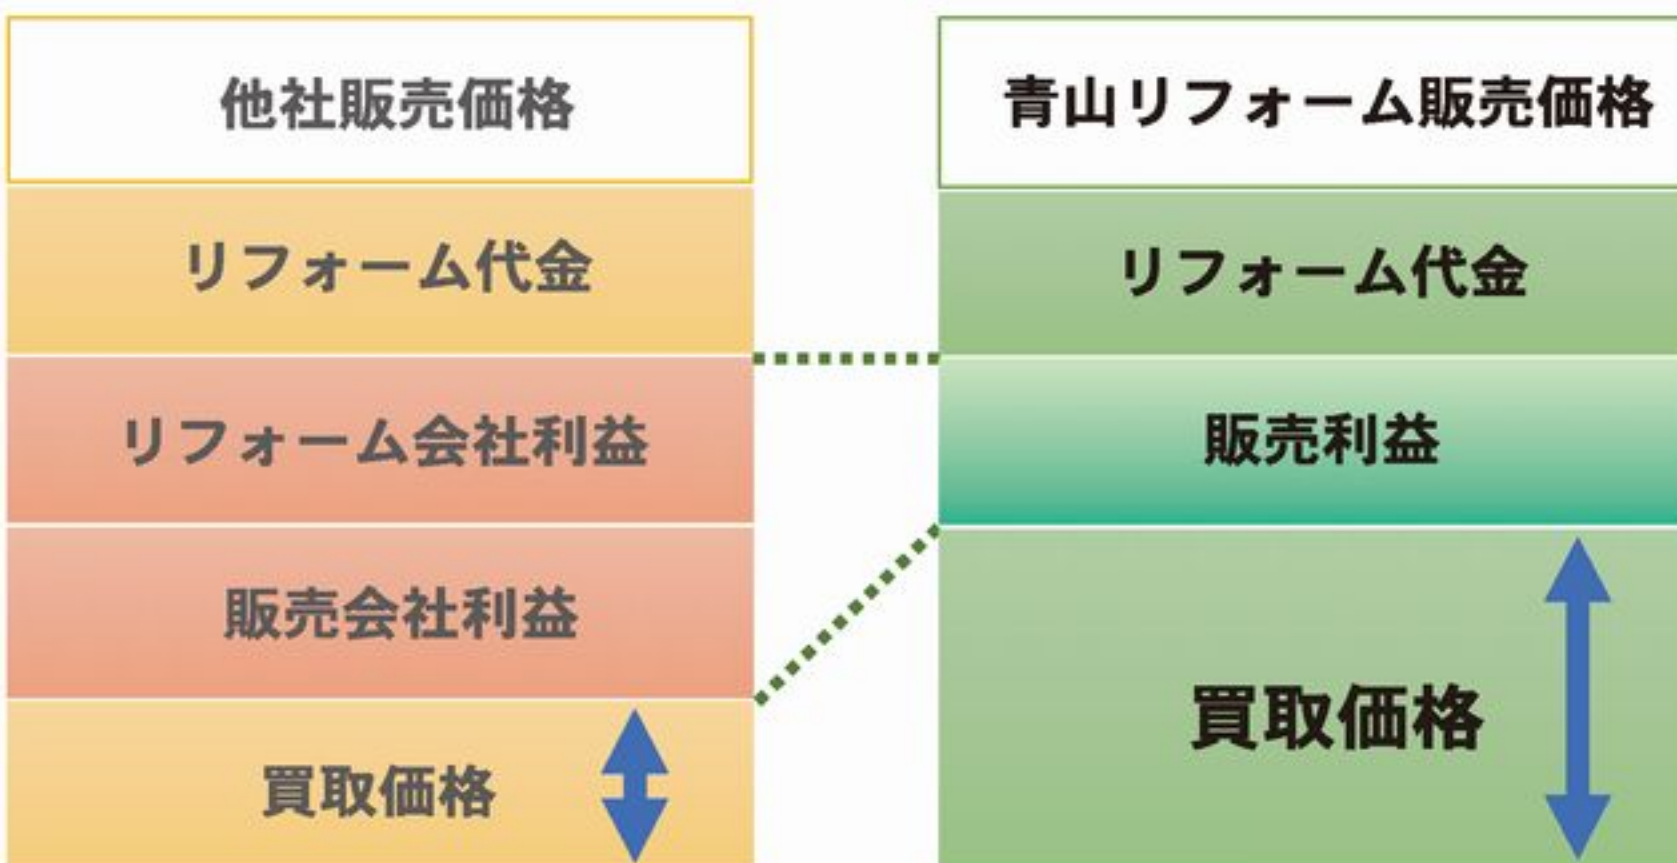 他社販売価格
リフォーム代金
リフォーム会社利益
販売会社利益
買取価格
青山リフォーム販売価格
リフォーム代金
販売利益
買取価格